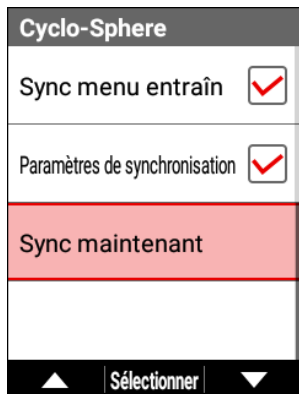 Cyclo-Sphere
Sync menu entraîn
Paramètres de synchronisation
Sync maintenant
Sélectionner